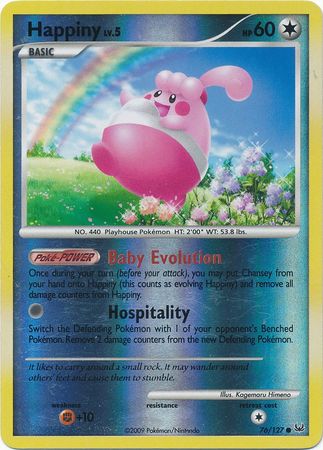 Happiny LV.5 HP 60
BASIC
NO. 440 Playhouse Pokémon HT: 2'00" WT: 53.8 lbs.
Poké-POWER Baby Evolution
Once during your turn (before your attack), you may put Chansey from
your hand onto Happiny (this counts as evolving Happiny) and remove all
damage counters from Happiny.
Hospitality
Switch the Defending Pokémon with 1 of your opponent's Benched
Pokémon. Remove 2 damage counters from the new Defending Pokémon.
It likes to carry around a small rock. It may wander around
others' feet and cause them to stumble.
Illus. Kagemaru Himeno
weakness resistance retreat cost
+10
©2009 Pokémon/Nintendo 76/127